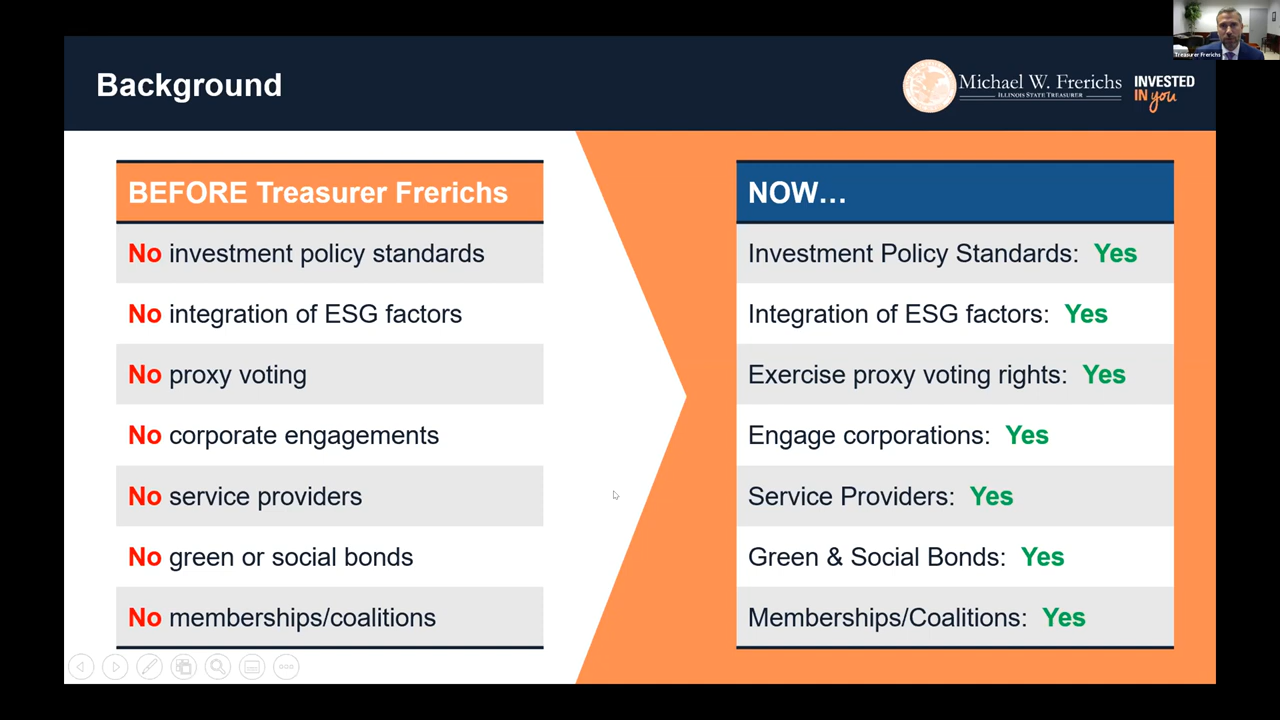 Treasurer Frerichs
Background
Michael W. Frerichs
ILLINOIS STATE TREASURER
INVESTED
IN you
BEFORE Treasurer Frerichs
No investment policy standards
No integration of ESG factors
No proxy voting
No corporate engagements
No service providers
No green or social bonds
No memberships/coalitions
NOW...
Investment Policy Standards: Yes
Integration of ESG factors: Yes
Exercise proxy voting rights: Yes
Engage corporations: Yes
Service Providers: Yes
Green & Social Bonds: Yes
Memberships/Coalitions: Yes